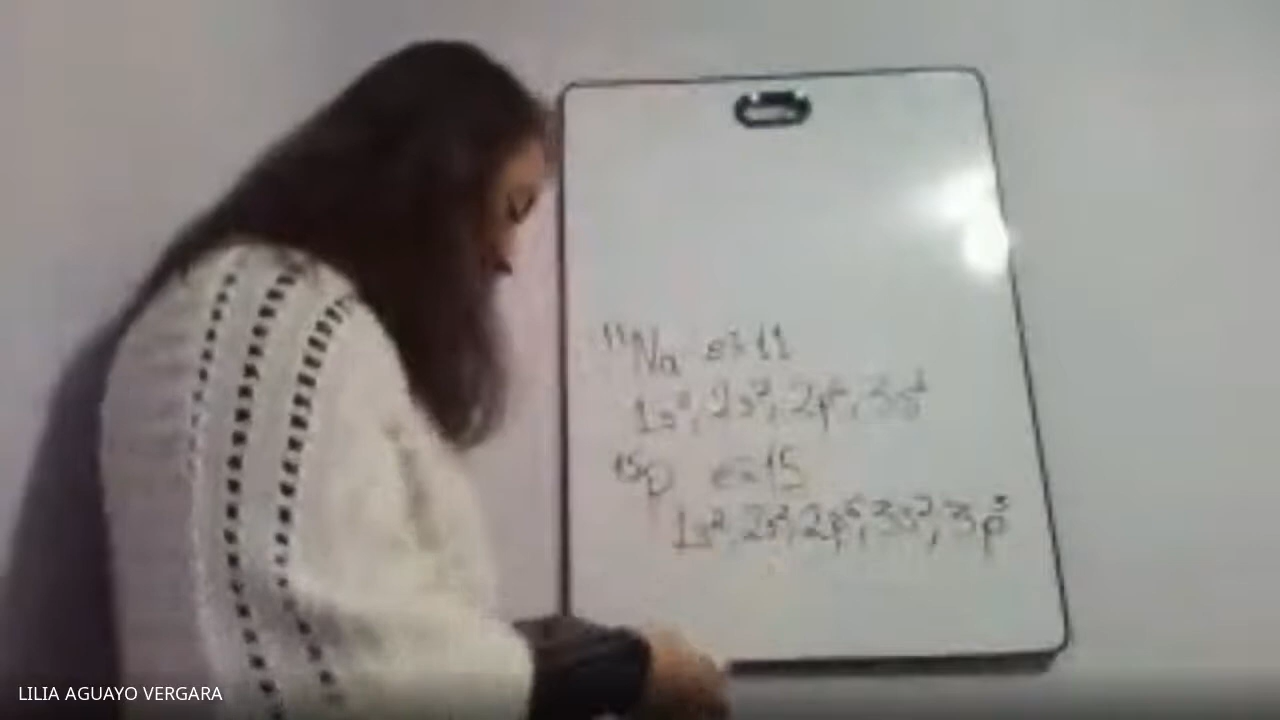 ¹¹Na e=11
1s², 2s², 2p⁶, 3s¹
¹⁵P e=15
1s², 2s², 2p⁶, 3s², 3p³
LILIA AGUAYO VERGARA